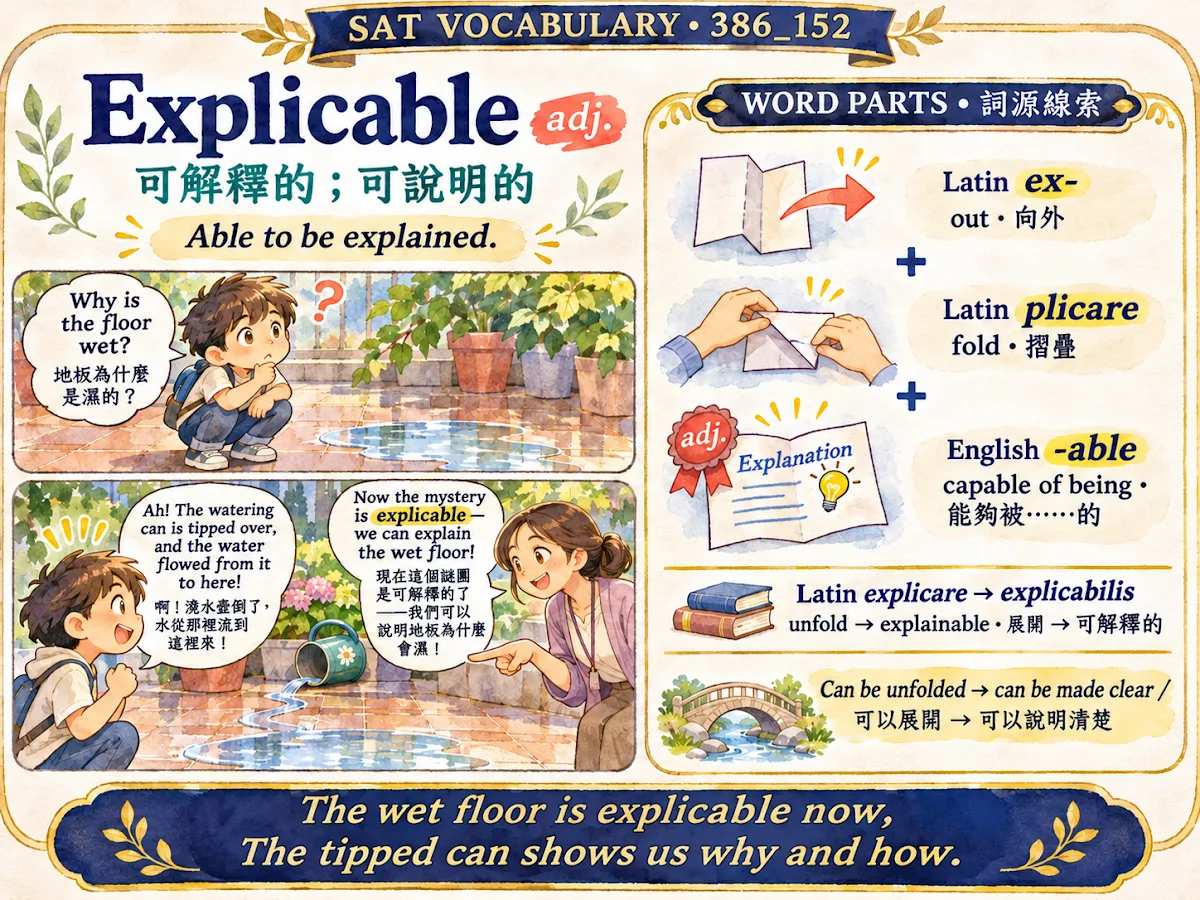 SAT VOCABULARY • 386_152
Explicable adj.
可解釋的；可說明的
Able to be explained.
Why is
the floor
wet?
地板為什麼
是濕的？
?
Ah! The watering
can is tipped over,
and the water
flowed from it
to here!
啊！澆水壺倒了，
水從那裡流到
這裡來！
Now the mystery
is explicable—
we can explain
the wet floor!
現在這個謎團
是可解釋的了
——我們可以
說明地板為什麼
會濕！
WORD PARTS • 詞源線索
Latin ex-
out • 向外
+
Latin plicare
fold • 摺疊
+
adj.
Explanation
English -able
capable of being •
能夠被⋯⋯的
Latin explicare → explicabilis
unfold → explainable • 展開 → 可解釋的
Can be unfolded → can be made clear /
可以展開 → 可以說明清楚
The wet floor is explicable now,
The tipped can shows us why and how.